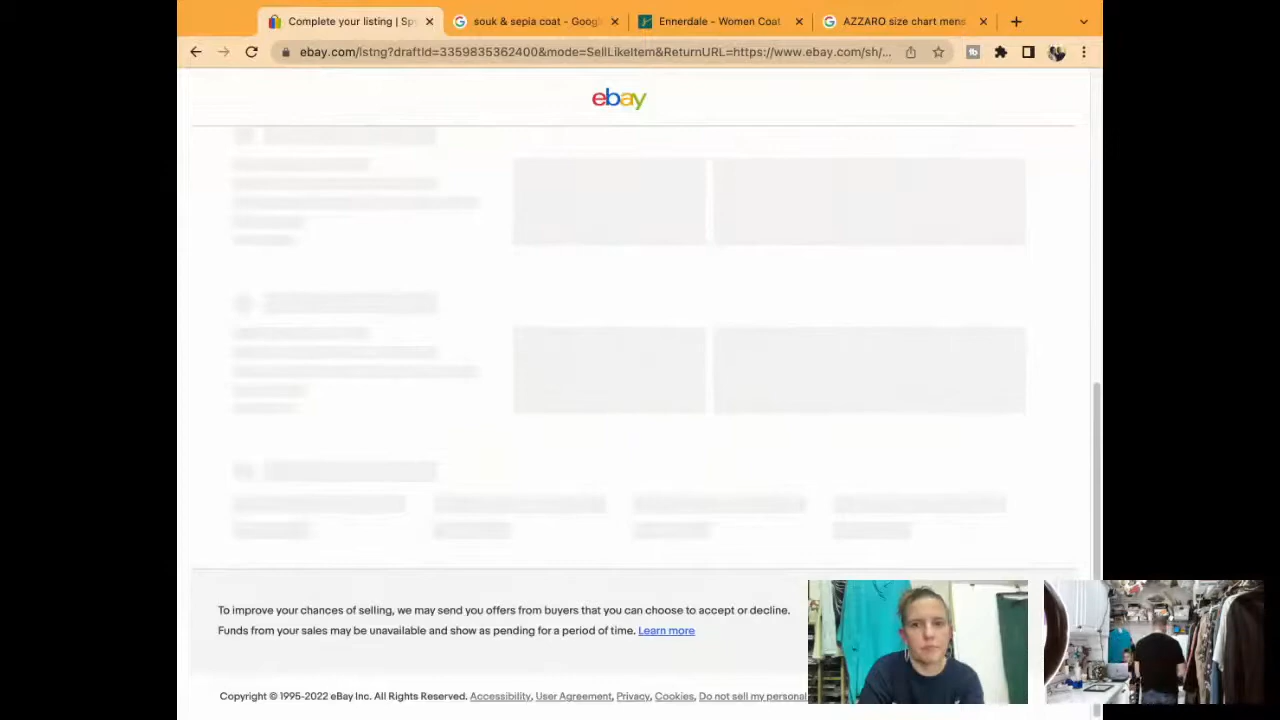 Complete your listing | Sp
souk & sepia coat - Google
Ennerdale - Women Coat
AZZARO size chart mens
ebay.com/lstng?draftId=3359835362400&mode=SellLikeItem&ReturnURL=https://www.ebay.com/sh/...
ebay
To improve your chances of selling, we may send you offers from buyers that you can choose to accept or decline.
Funds from your sales may be unavailable and show as pending for a period of time. Learn more
Copyright © 1995-2022 eBay Inc. All Rights Reserved. Accessibility, User Agreement, Privacy, Cookies, Do not sell my personal